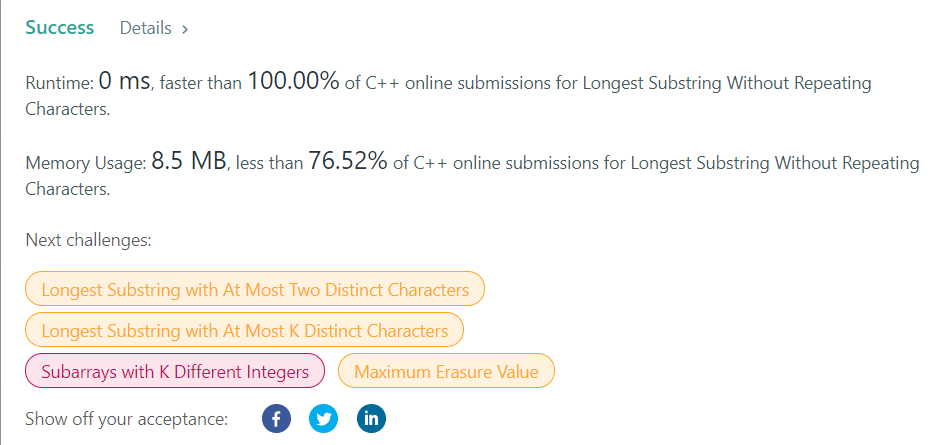 Success Details >
Runtime: 0 ms, faster than 100.00% of C++ online submissions for Longest Substring Without Repeating
Characters.
Memory Usage: 8.5 MB, less than 76.52% of C++ online submissions for Longest Substring Without Repeating
Characters.
Next challenges:
Longest Substring with At Most Two Distinct Characters
Longest Substring with At Most K Distinct Characters
Subarrays with K Different Integers Maximum Erasure Value
Show off your acceptance: f in